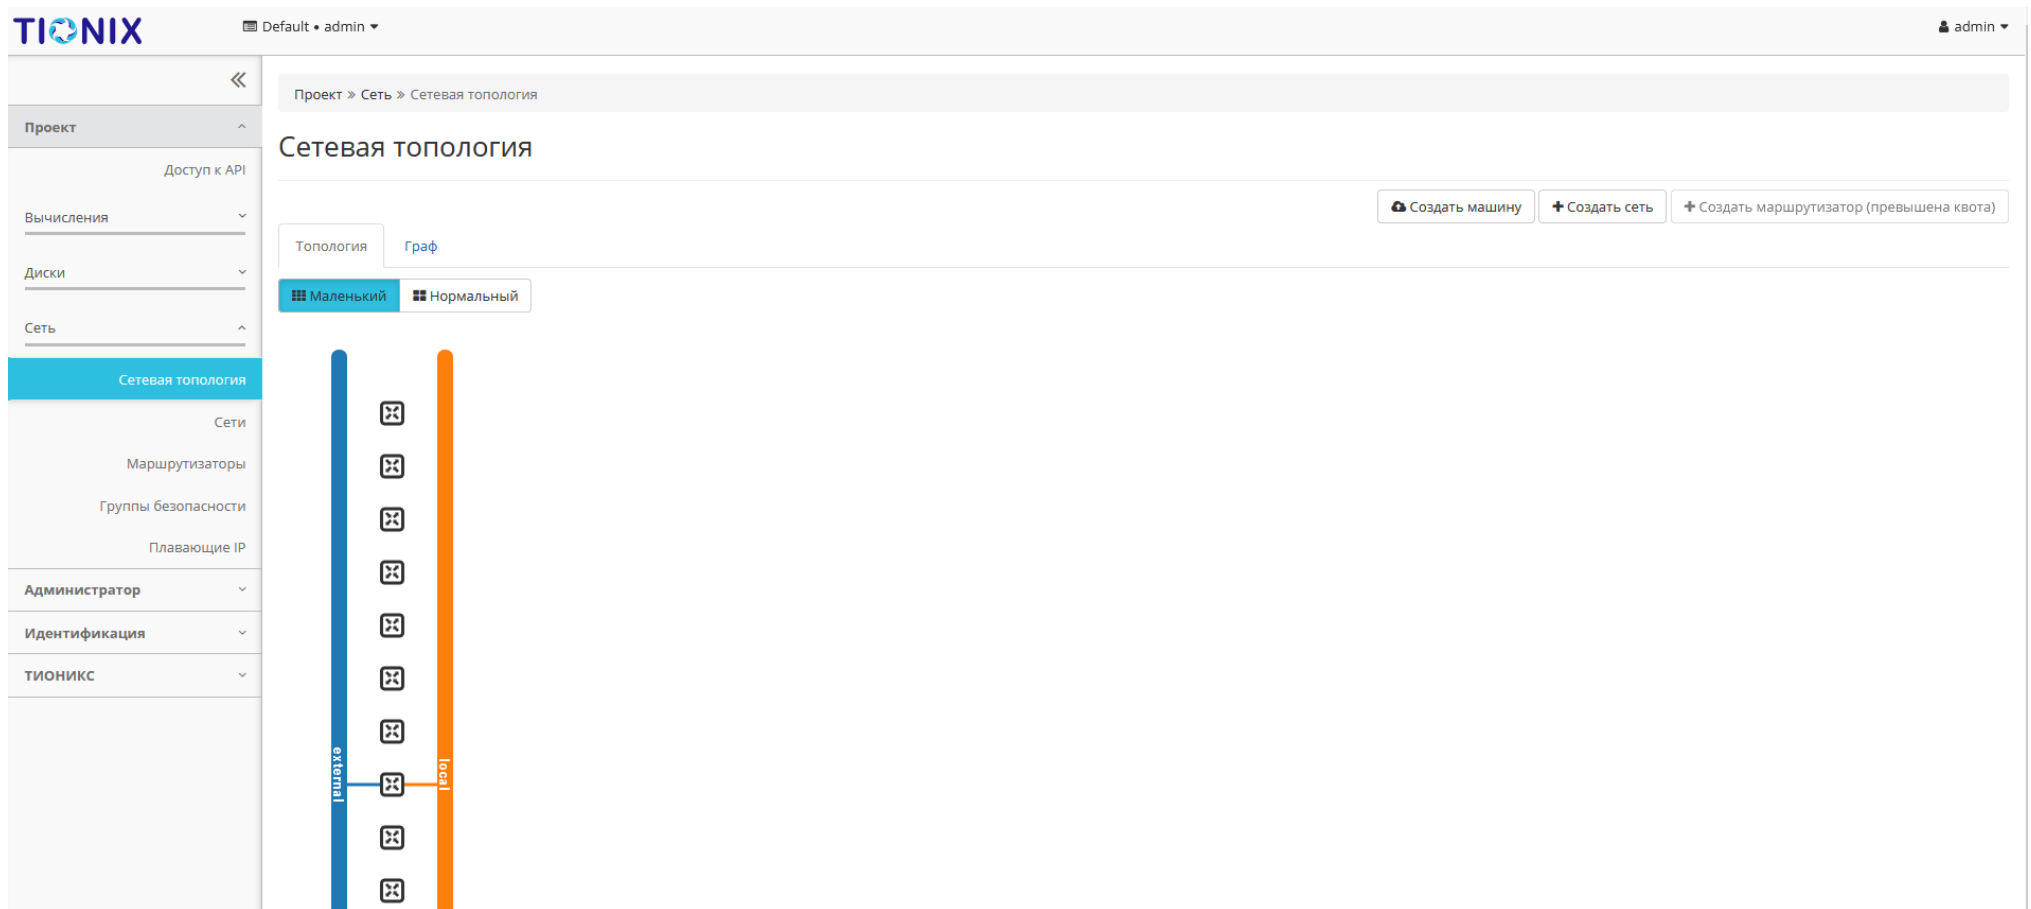 TIONIX
Default • admin
admin
Проект » Сеть » Сетевая топология
Проект
Доступ к API
Вычисления
Диски
Сеть
Сетевая топология
Сети
Маршрутизаторы
Группы безопасности
Плавающие IP
Администратор
Идентификация
ТИОНИКС
Сетевая топология
Создать машину
+ Создать сеть
+ Создать маршрутизатор (превышена квота)
Топология
Граф
Маленький
Нормальный
external
local